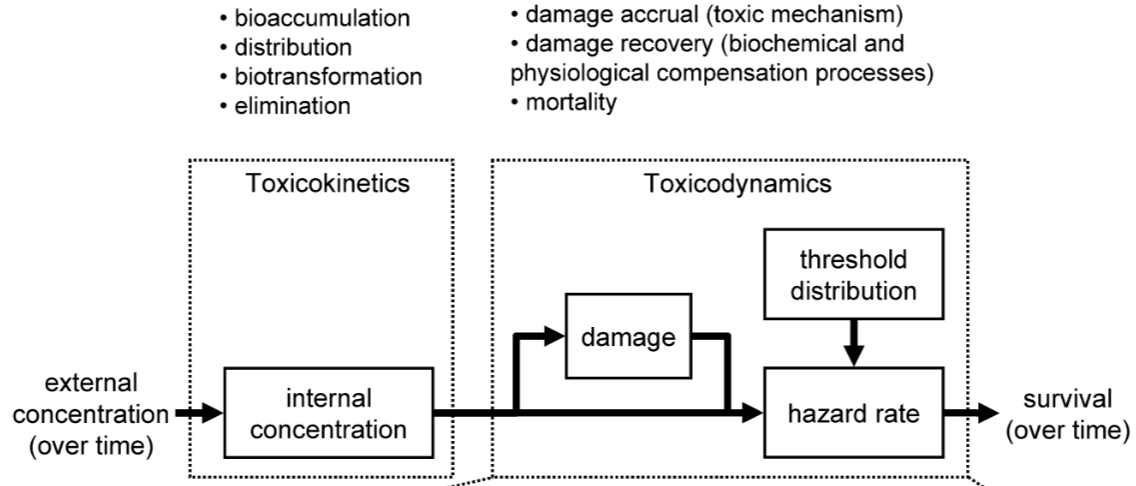 • bioaccumulation
• distribution
• biotransformation
• elimination
• damage accrual (toxic mechanism)
• damage recovery (biochemical and
physiological compensation processes)
• mortality
Toxicokinetics
Toxicodynamics
threshold
distribution
damage
external
concentration
(over time)
internal
concentration
hazard rate
survival
(over time)